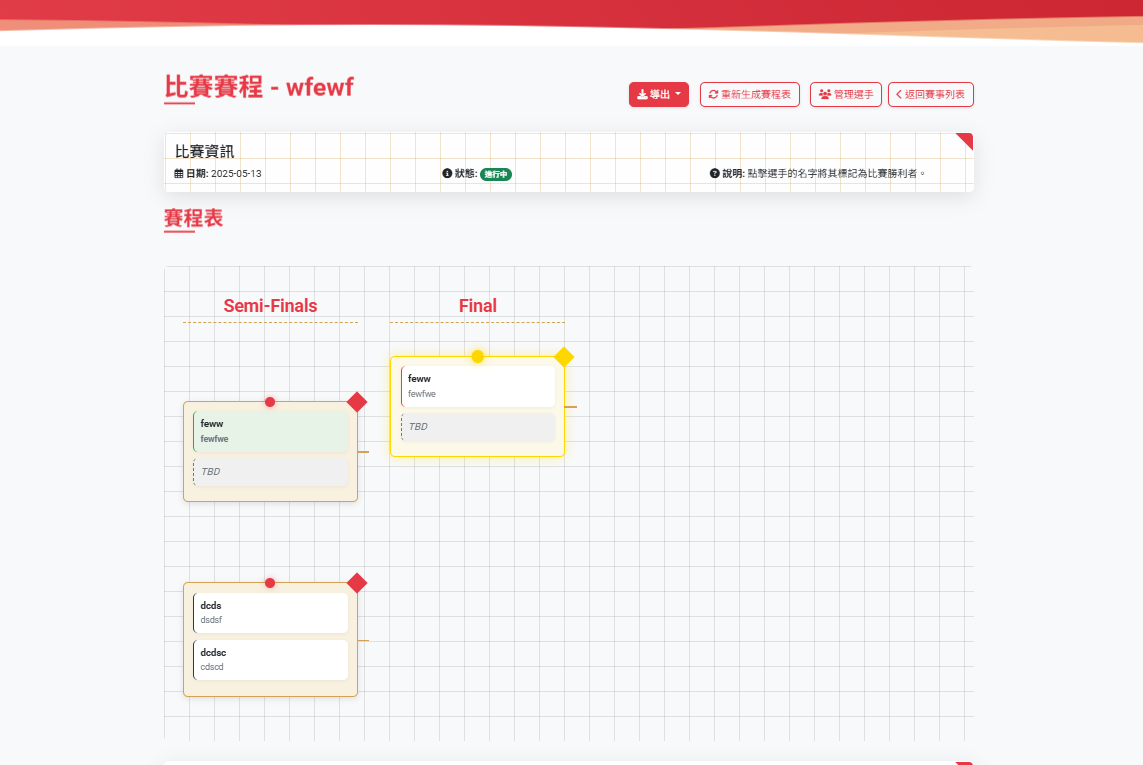 比賽賽程 - wfewf
導出
重新生成賽程表
管理選手
返回賽事列表
比賽資訊
日期: 2025-05-13
狀態: 進行中
說明: 點擊選手的名字將其標記為比賽勝利者。
賽程表
Semi-Finals
Final
feww
fewfwe
TBD
feww
fewfwe
TBD
dcds
dsdsf
dcdsc
cdscd